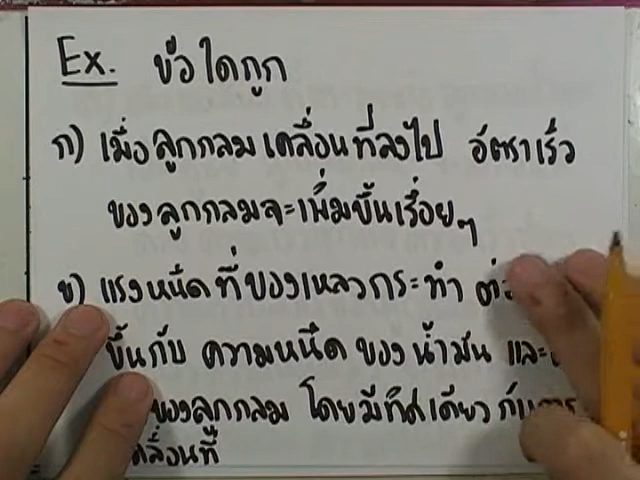 Ex. ข้อใดถูก
ก) เมื่อลูกกลมเคลื่อนที่ลงไป อัตราเร็ว
ของลูกกลมจะเพิ่มขึ้นเรื่อยๆ
ข) แรงหนืดที่ของเหลวกระทำ
ขึ้นกับ ความหนืด ของน้ำมัน และ
ของลูกกลม โดยมีทิศเดียวกับการ
เคลื่อนที่